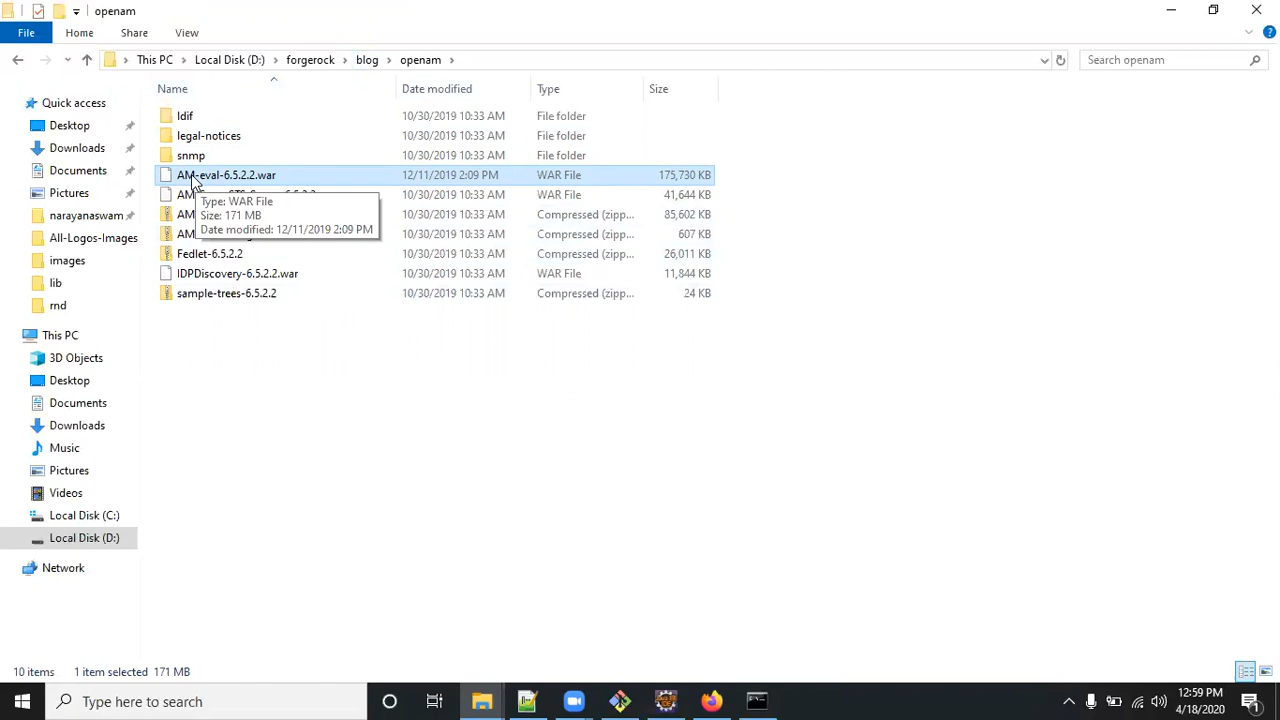 openam
File Home Share View
This PC Local Disk (D:) forgerock blog openam
Search openam
Name Date modified Type Size
Quick access
Desktop
Downloads
Documents
Pictures
narayanaswam
All-Logos-Images
images
lib
rnd
This PC
3D Objects
Desktop
Documents
Downloads
Music
Pictures
Videos
Local Disk (C:)
Local Disk (D:)
Network
ldif 10/30/2019 10:33 AM File folder
legal-notices 10/30/2019 10:33 AM File folder
snmp 10/30/2019 10:33 AM File folder
AM-eval-6.5.2.2.war 12/11/2019 2:09 PM WAR File 175,730 KB
AM 10/30/2019 10:33 AM WAR File 41,644 KB
AM 10/30/2019 10:33 AM Compressed (zipp... 85,602 KB
AM 10/30/2019 10:33 AM Compressed (zipp... 607 KB
Fedlet-6.5.2.2 10/30/2019 10:33 AM Compressed (zipp... 26,011 KB
IDPDiscovery-6.5.2.2.war 10/30/2019 10:33 AM WAR File 11,844 KB
sample-trees-6.5.2.2 10/30/2019 10:33 AM Compressed (zipp... 24 KB
Type: WAR File
Size: 171 MB
Date modified: 12/11/2019 2:09 PM
10 items 1 item selected 171 MB
Type here to search
12:59 PM
4/18/2020
1